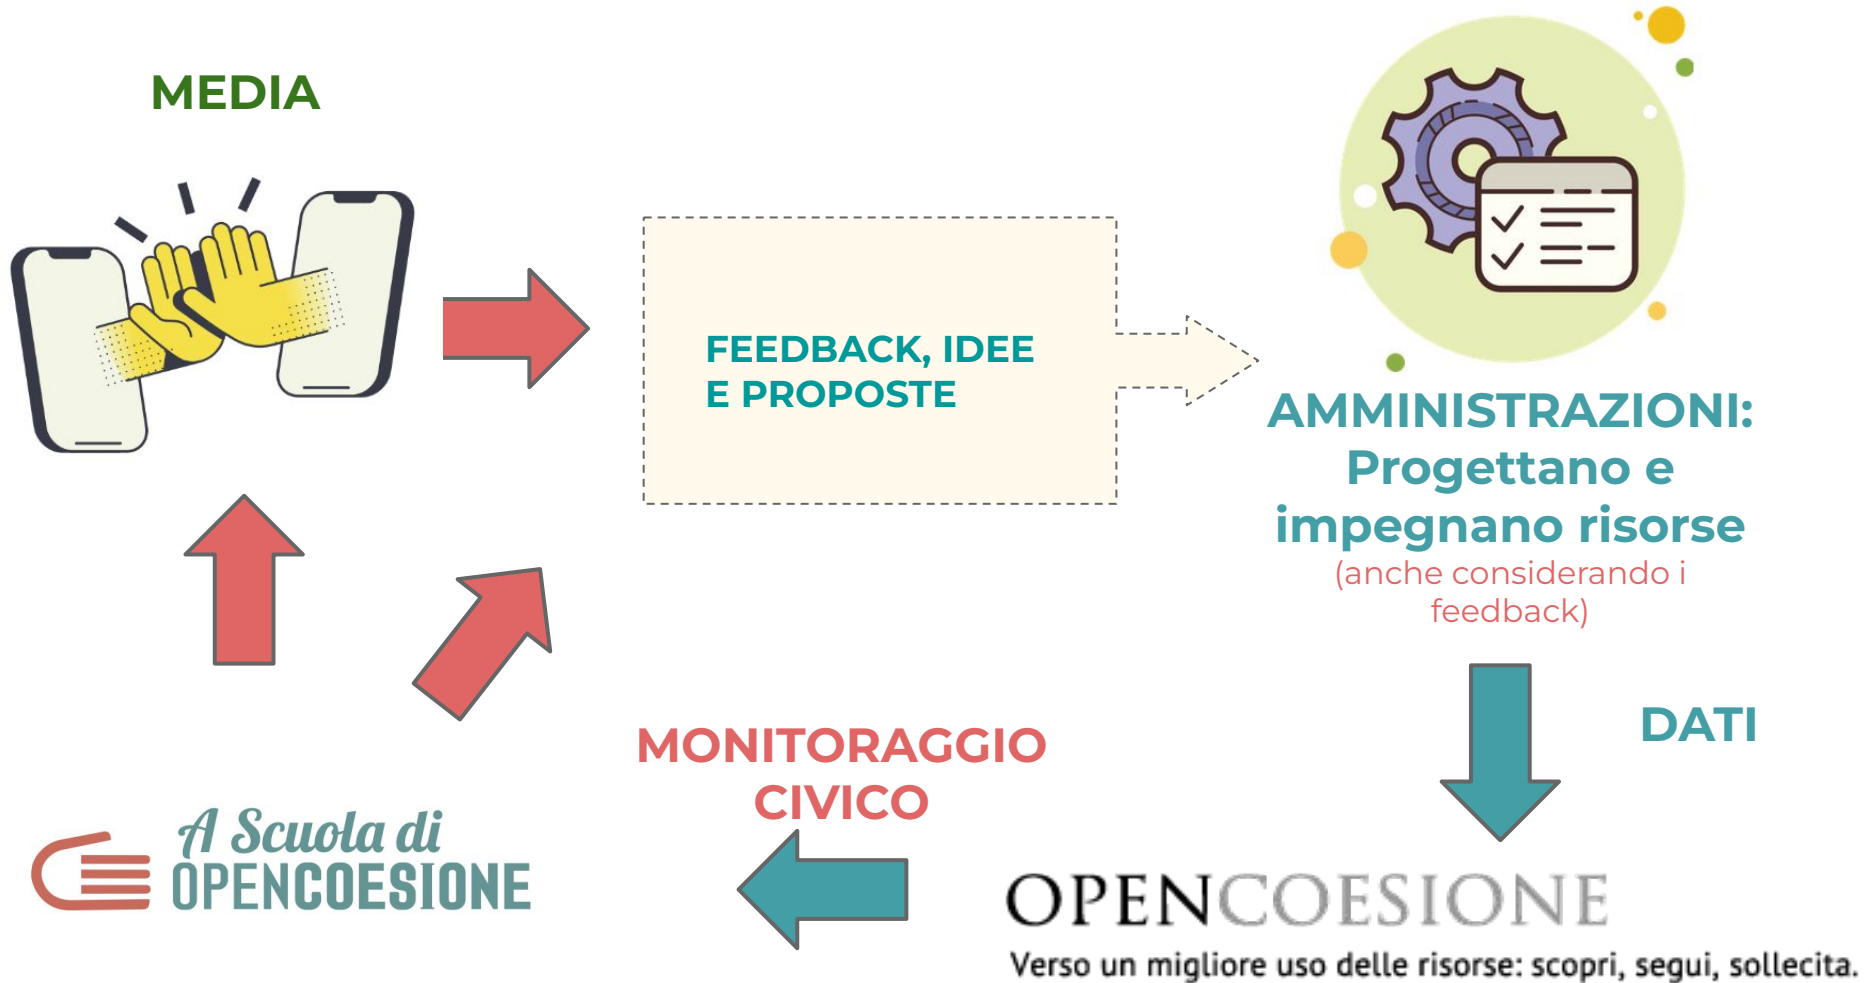 MEDIA
FEEDBACK, IDEE
E PROPOSTE
AMMINISTRAZIONI:
Progettano e
impegnano risorse
(anche considerando i
feedback)
DATI
MONITORAGGIO
CIVICO
A Scuola di
OPENCOESIONE
OPENCOESIONE
Verso un migliore uso delle risorse: scopri, segui, sollecita.